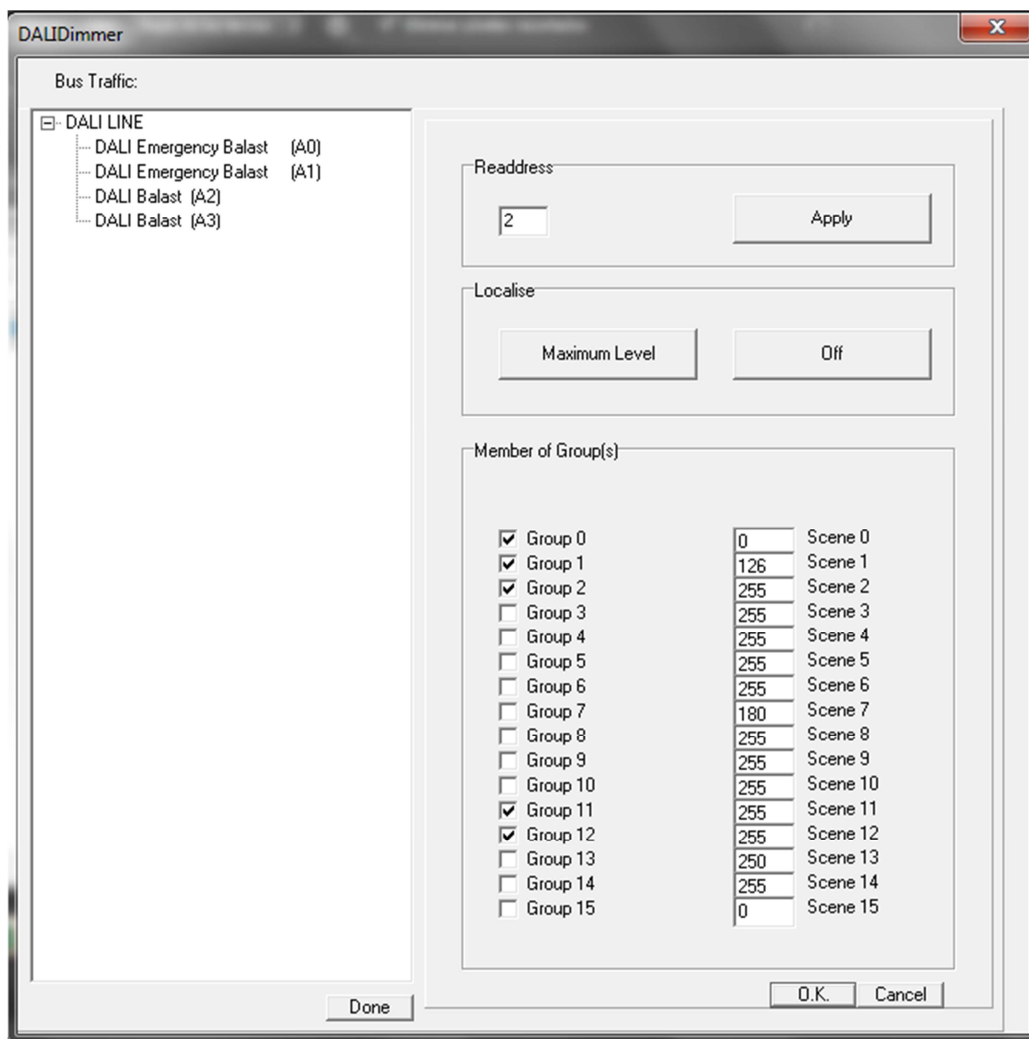 DALIDimmer
Bus Traffic:
DALI LINE
DALI Emergency Balast (A0)
DALI Emergency Balast (A1)
DALI Balast (A2)
DALI Balast (A3)
Done
Readdress
2
Apply
Localise
Maximum Level
Off
Member of Group(s)
Group 0 0 Scene 0
Group 1 126 Scene 1
Group 2 255 Scene 2
Group 3 255 Scene 3
Group 4 255 Scene 4
Group 5 255 Scene 5
Group 6 255 Scene 6
Group 7 180 Scene 7
Group 8 255 Scene 8
Group 9 255 Scene 9
Group 10 255 Scene 10
Group 11 255 Scene 11
Group 12 255 Scene 12
Group 13 250 Scene 13
Group 14 255 Scene 14
Group 15 0 Scene 15
O.K. Cancel